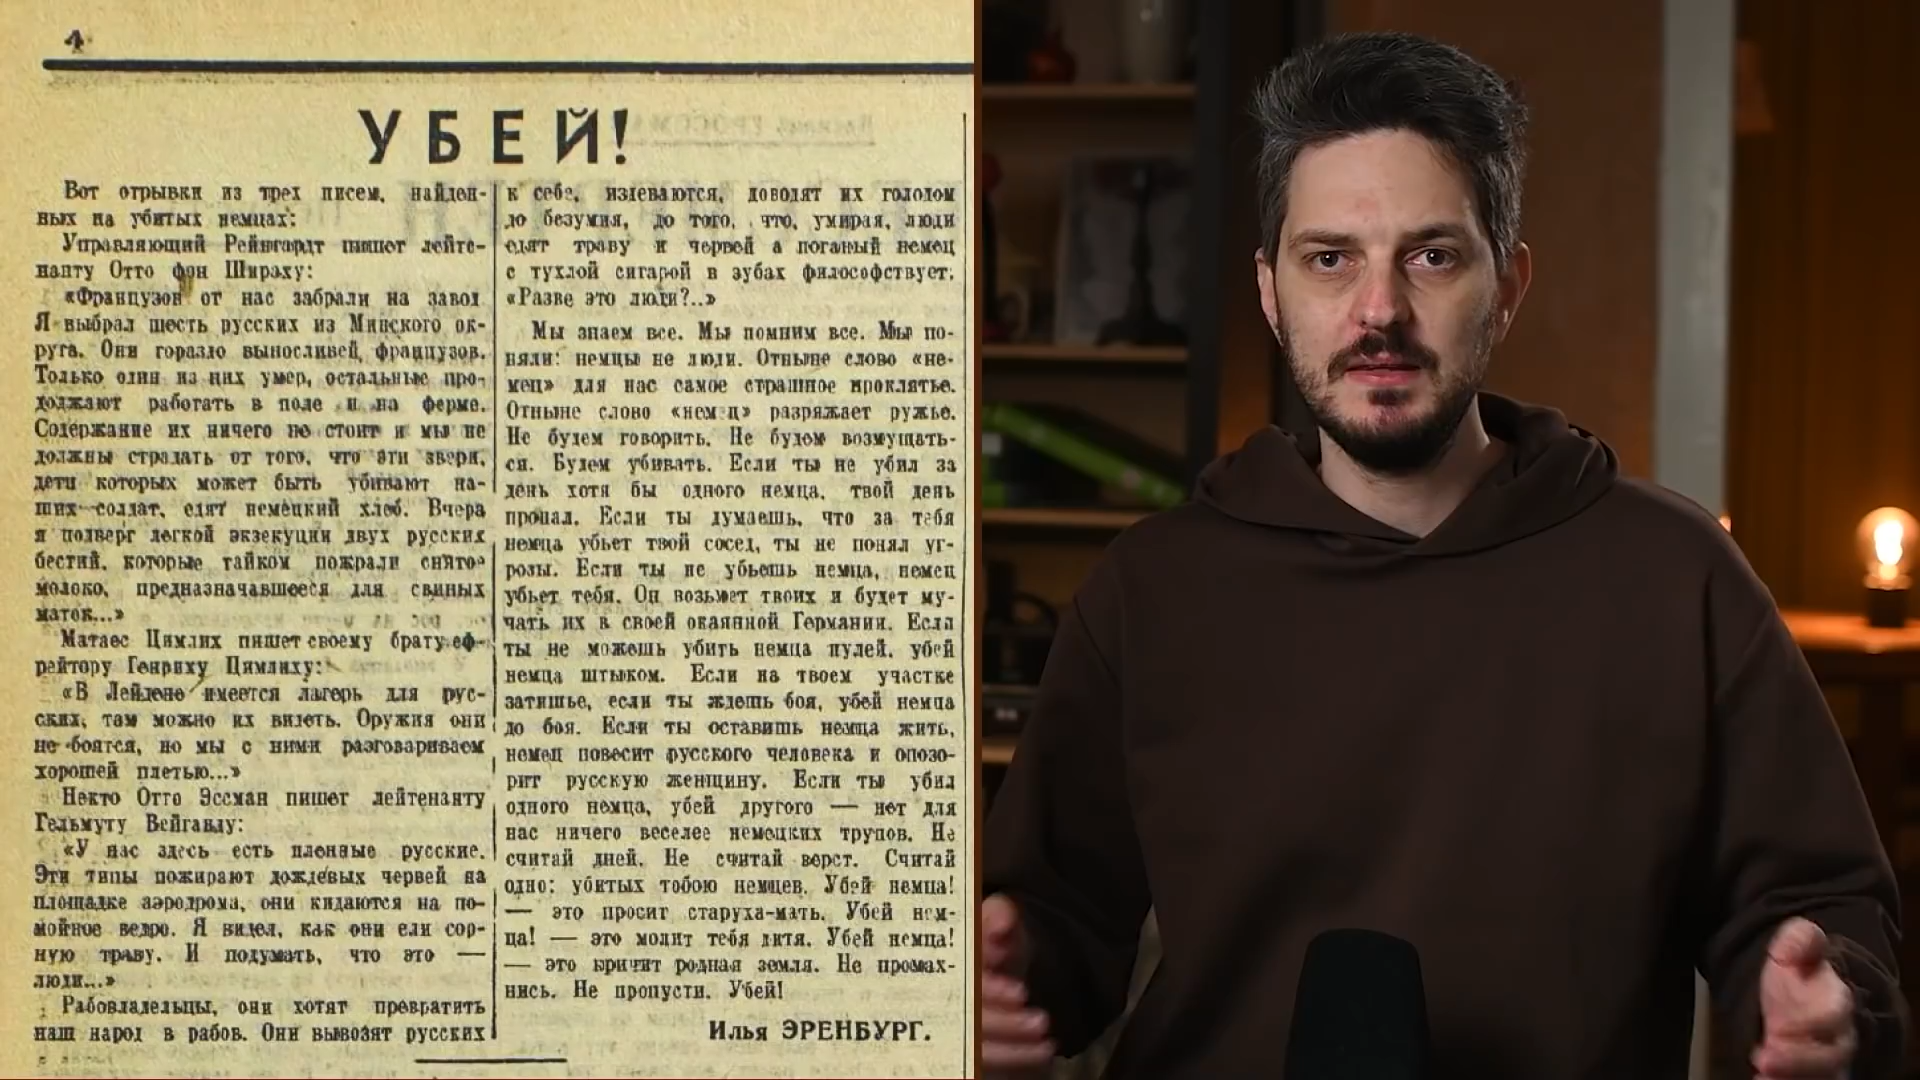 4
УБЕЙ!
Вот отрывки из трех писем, найден-
ных на убитых немцах:
Управляющий Рейнгардт пишет лейте-
нанту Отто фон Шираху:
«Французов от нас забрали на завод
Я выбрал шесть русских из Минского ок-
руга. Они гораздо выносливей французов.
Только один из них умер, остальные про-
должают работать в поле и на ферме.
Содержание их ничего не стоит и мы не
должны страдать от того, что эти звери,
дети которых может быть убивают на-
ших солдат, едят немецкий хлеб. Вчера
я подверг легкой экзекуции двух русских
бестий, которые тайком пожрали снятое
молоко, предназначавшееся для свиных
маток...»
Матаес Цимлих пишет своему брату еф-
рейтору Генриху Цимлиху:
«В Лейдене имеется лагерь для рус-
ских, там можно их видеть. Оружия они
не боятся, но мы с ними разговариваем
хорошей плетью...»
Некто Отто Эссман пишет лейтенанту
Гельмуту Вейганду:
«У нас здесь есть пленные русские.
Эти типы пожирают дождевых червей на
площадке аэродрома, они кидаются на по-
мойное ведро. Я видел, как они ели сор-
ную траву. И подумать, что это —
люди...»
Рабовладельцы, они хотят превратить
наш народ в рабов. Они вывозят русских
к себе, издеваются, доводят их голодом
до безумия, до того, что, умирая, люди
едят траву и червей а поганый немец
с тухлой сигарой в зубах философствует:
«Разве это люди?..»
Мы знаем все. Мы помним все. Мы по-
няли: немцы не люди. Отныне слово «не-
мец» для нас самое страшное проклятье.
Отныне слово «немец» разряжает ружье.
Не будем говорить. Не будем возмущать-
ся. Будем убивать. Если ты не убил за
день хотя бы одного немца, твой день
пропал. Если ты думаешь, что за тебя
немца убьет твой сосед, ты не понял уг-
розы. Если ты не убьешь немца, немец
убьет тебя. Он возьмет твоих и будет му-
чать их в своей окаянной Германии. Если
ты не можешь убить немца пулей, убей
немца штыком. Если на твоем участке
затишье, если ты ждешь боя, убей немца
до боя. Если ты оставишь немца жить,
немец повесит русского человека и опозо-
рит русскую женщину. Если ты убил
одного немца, убей другого — нет для
нас ничего веселее немецких трупов. Не
считай дней. Не считай верст. Считай
одно: убитых тобою немцев. Убей немца!
— это просит старуха-мать. Убей нем-
ца! — это молит тебя дитя. Убей немца!
— это кричит родная земля. Не промах-
нись. Не пропусти. Убей!
Илья ЭРЕНБУРГ.